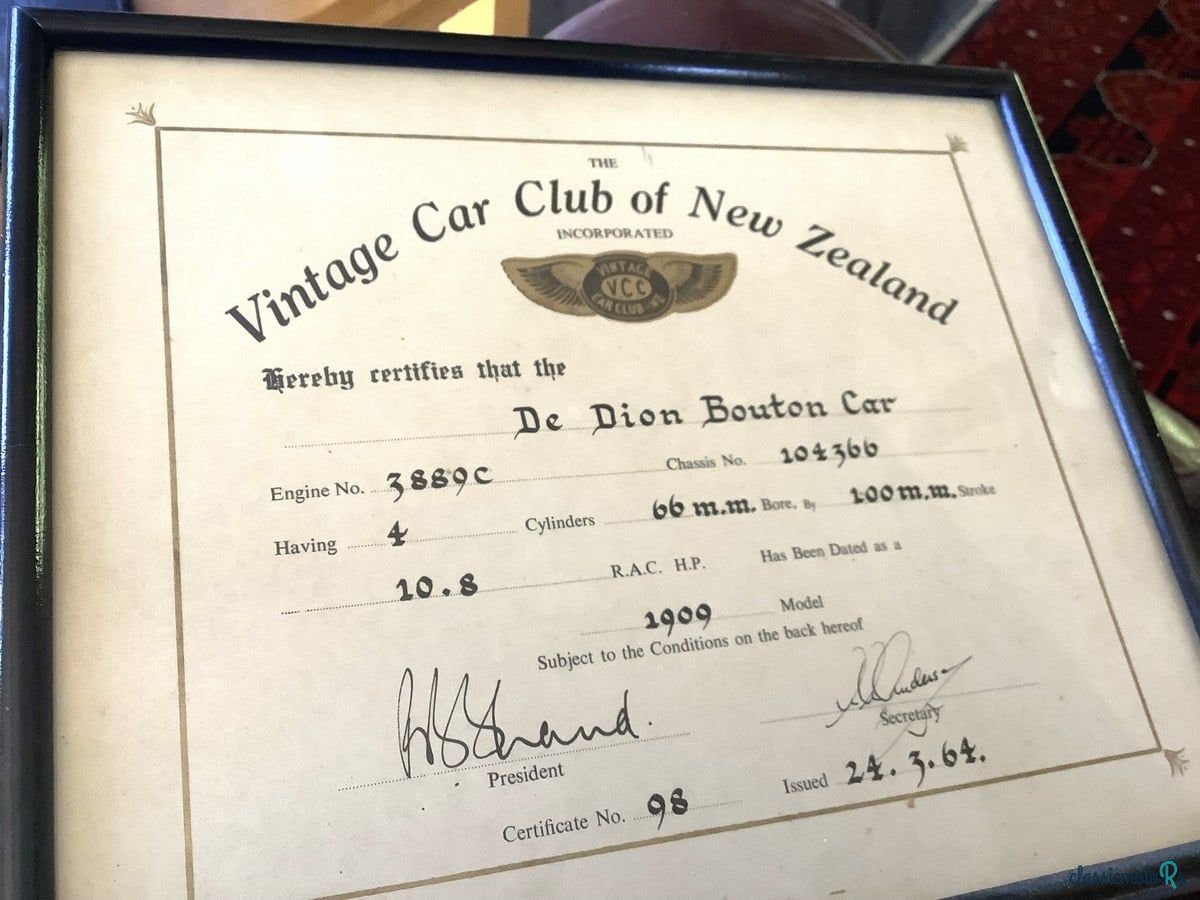 THE
Vintage Car Club of New Zealand
INCORPORATED
VINTAGE
VCC
CAR CLUB NZ
Hereby certifies that the
De Dion Bouton Car
Engine No. 3889C Chassis No. 104366
Having 4 Cylinders 66 m.m. Bore, By 100 m.m. Stroke
10.8 R.A.C. H.P. Has Been Dated as a
1909 Model
Subject to the Conditions on the back hereof
President
Secretary
Certificate No. 98 Issued 24.3.64.